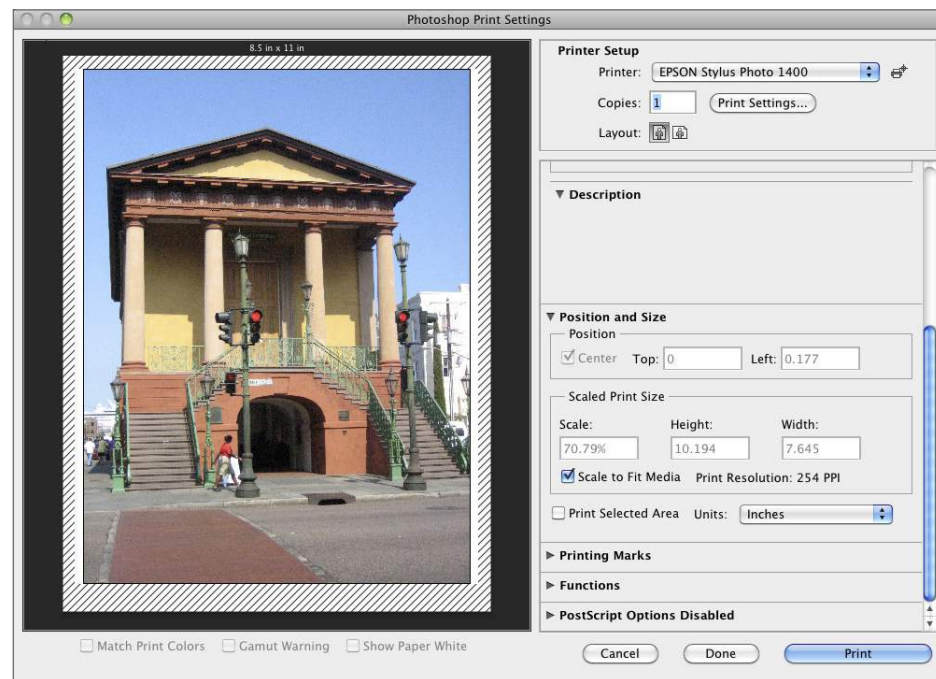 Photoshop Print Settings
8.5 in x 11 in
Printer Setup
Printer: EPSON Stylus Photo 1400
Copies: 1 Print Settings...
Layout:
Description
Position and Size
Position
Center Top: 0 Left: 0.177
Scaled Print Size
Scale: Height: Width:
70.79% 10.194 7.645
Scale to Fit Media Print Resolution: 254 PPI
Print Selected Area Units: Inches
Printing Marks
Functions
PostScript Options Disabled
Match Print Colors Gamut Warning Show Paper White
Cancel Done Print